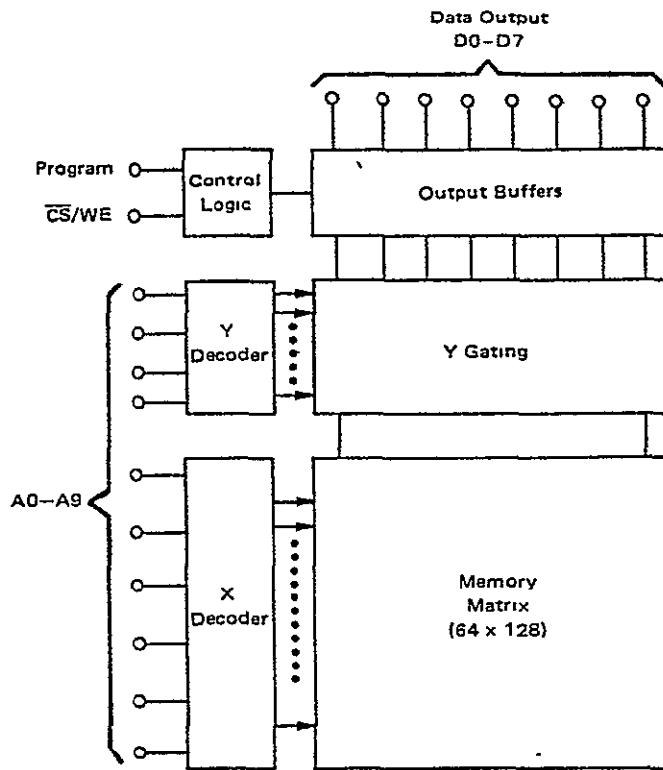 Data Output
D0–D7
Program
Control
Logic
Output Buffers
C̅S̅/WE
Y
Decoder
Y Gating
A0–A9
X
Decoder
Memory
Matrix
(64 x 128)